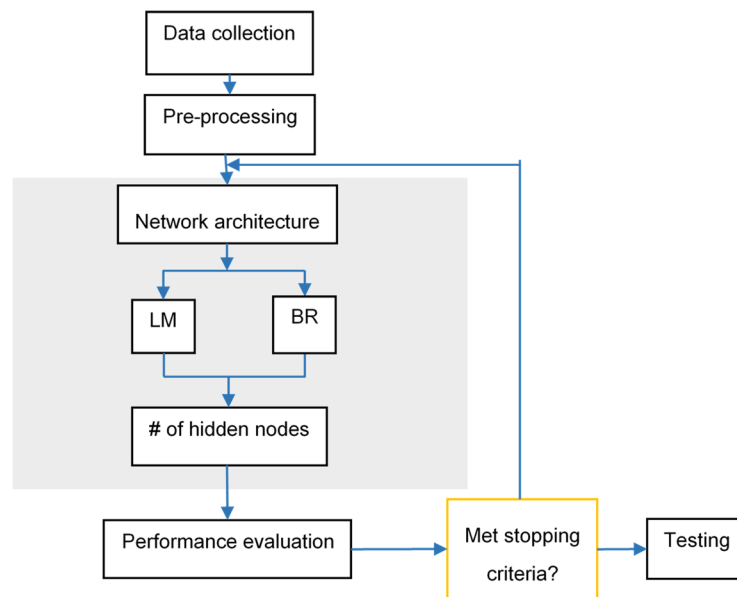 Data collection
Pre-processing
Network architecture
LM
BR
# of hidden nodes
Performance evaluation
Met stopping
criteria?
Testing